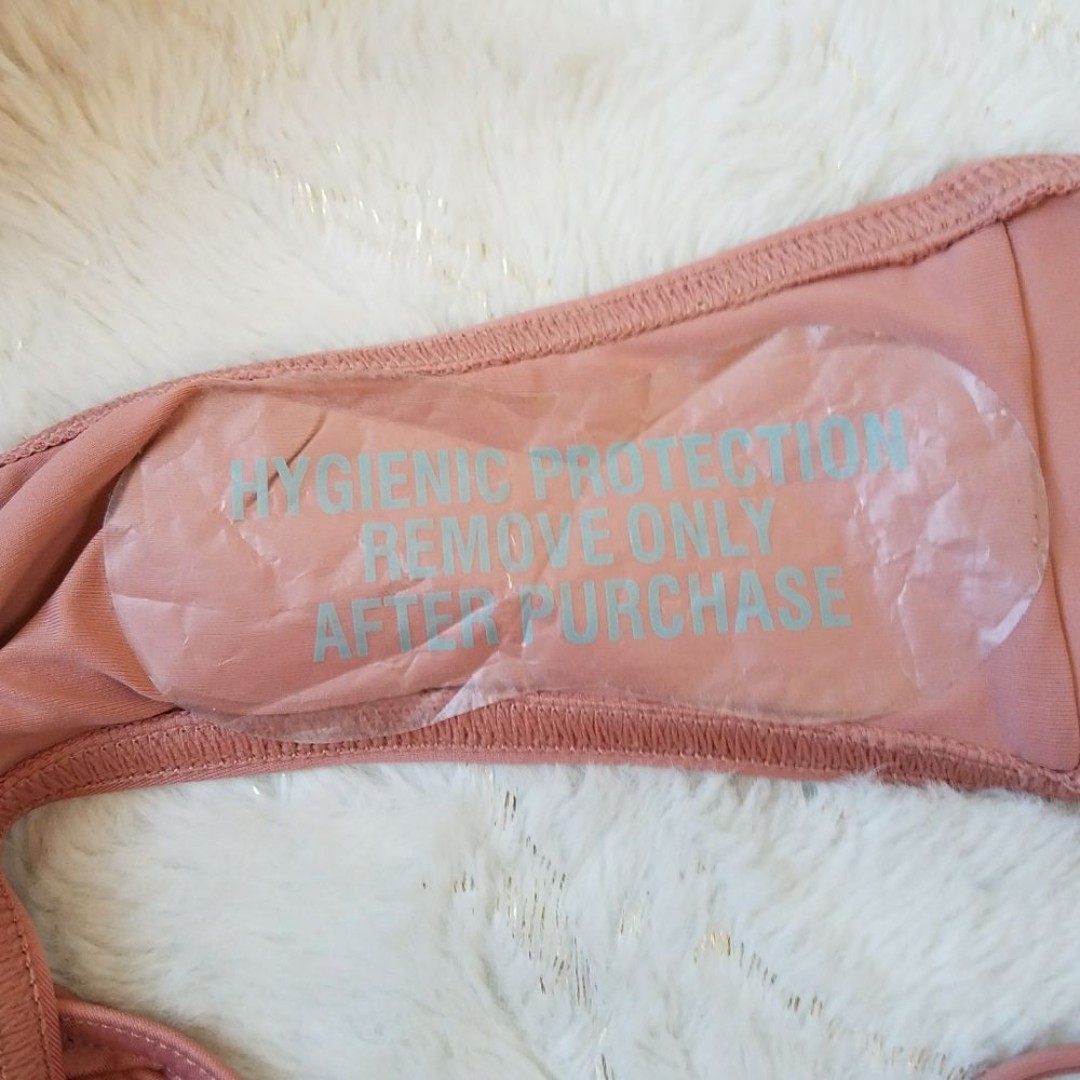 HYGIENIC PROTECTION
REMOVE ONLY
AFTER PURCHASE